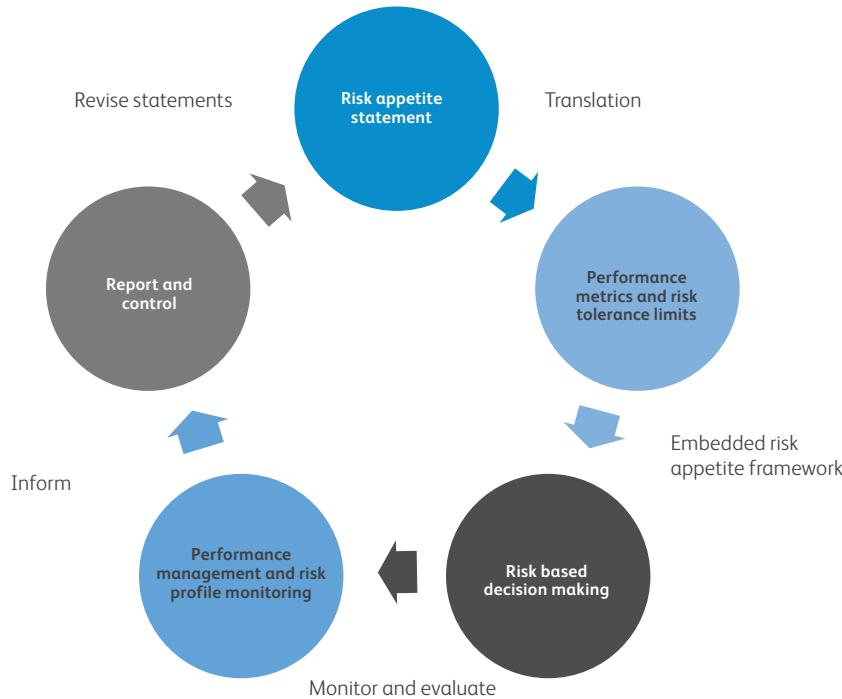 Risk appetite
statement
Translation
Performance
metrics and risk
tolerance limits
Embedded risk
appetite framework
Risk based
decision making
Monitor and evaluate
Performance
management and risk
profile monitoring
Inform
Report and
control
Revise statements